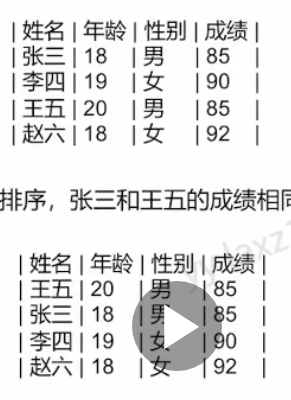 | 姓名 | 年龄 | 性别 | 成绩 |
| 张三 | 18 | 男 | 85 |
| 李四 | 19 | 女 | 90 |
| 王五 | 20 | 男 | 85 |
| 赵六 | 18 | 女 | 92 |
排序，张三和王五的成绩相同
| 姓名 | 年龄 | 性别 | 成绩 |
| 王五 | 20 | 男 | 85 |
| 张三 | 18 | 男 | 85 |
| 李四 | 19 | 女 | 90 |
| 赵六 | 18 | 女 | 92 |